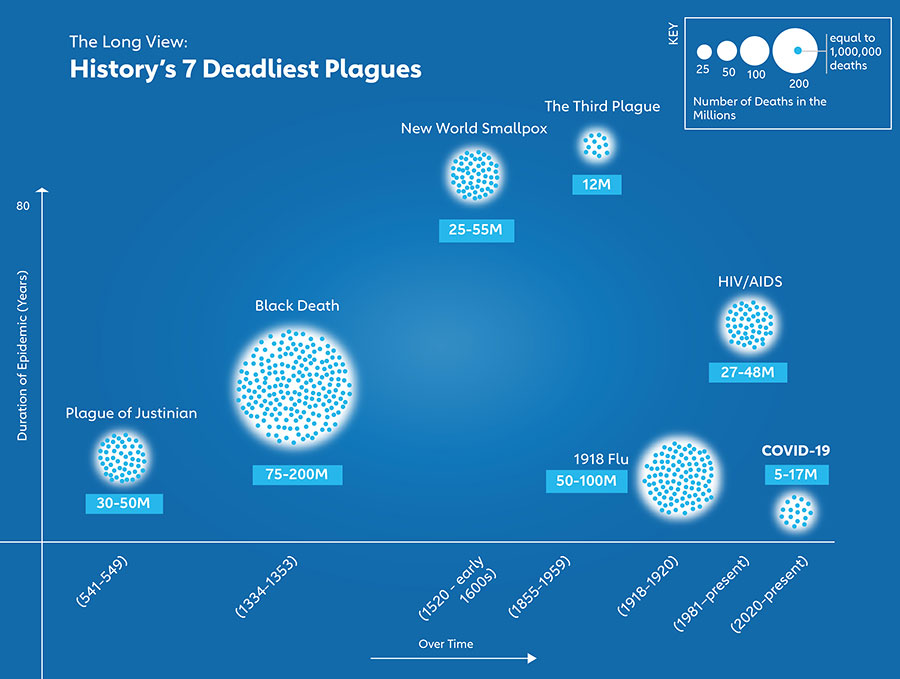 The Long View:
History's 7 Deadliest Plagues
KEY
25
50
100
200
equal to
1,000,000
deaths
Number of Deaths in the
Millions
80
Duration of Epidemic (Years)
Plague of Justinian
30-50M
Black Death
75-200M
New World Smallpox
25-55M
The Third Plague
12M
1918 Flu
50-100M
HIV/AIDS
27-48M
COVID-19
5-17M
(541-549)
(1334-1353)
(1520 - early
1600s)
(1855-1959)
(1918-1920)
(1981-present)
(2020-present)
Over Time